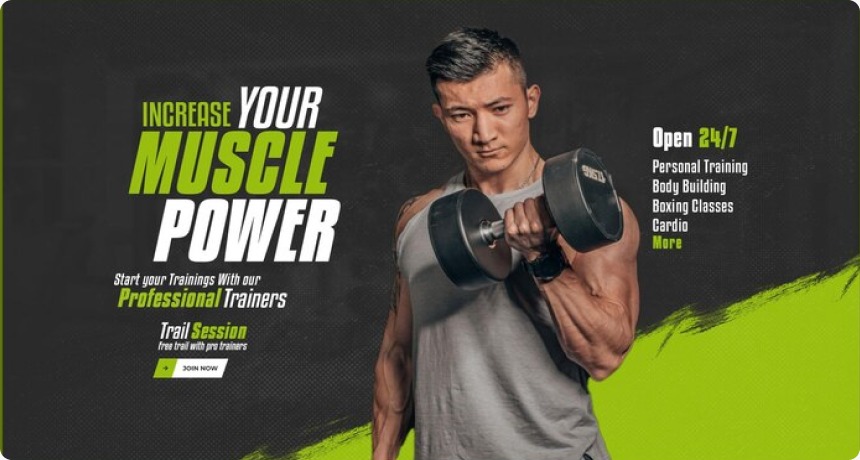 INCREASE YOUR
MUSCLE
POWER
Start your Trainings With our
Professional Trainers
Trail Session
free trail with pro trainers
JOIN NOW
Open 24/7
Personal Training
Body Building
Boxing Classes
Cardio
More